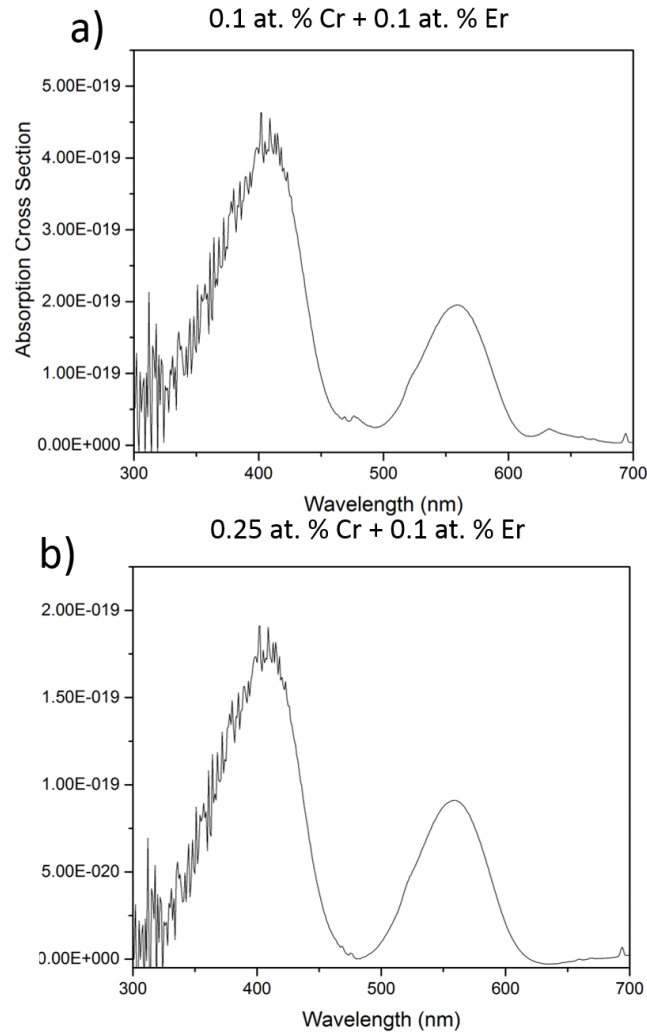 a)
0.1 at. % Cr + 0.1 at. % Er
5.00E-019
4.00E-019
3.00E-019
2.00E-019
1.00E-019
0.00E+000
Absorption Cross Section
300 400 500 600 700
Wavelength (nm)
b)
0.25 at. % Cr + 0.1 at. % Er
2.00E-019
1.50E-019
1.00E-019
5.00E-020
0.00E+000
300 400 500 600 700
Wavelength (nm)